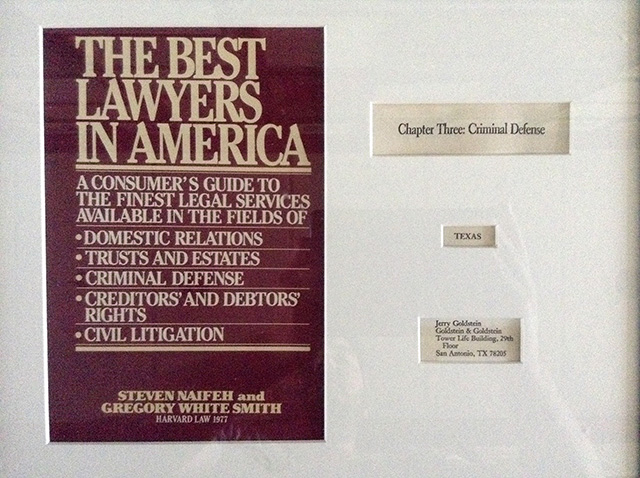 THE BEST
LAWYERS
IN AMERICA
A CONSUMER'S GUIDE TO
THE FINEST LEGAL SERVICES
AVAILABLE IN THE FIELDS OF
• DOMESTIC RELATIONS
• TRUSTS AND ESTATES
• CRIMINAL DEFENSE
• CREDITORS' AND DEBTORS'
RIGHTS
• CIVIL LITIGATION
STEVEN NAIFEH and
GREGORY WHITE SMITH
HARVARD LAW 1977
Chapter Three: Criminal Defense
TEXAS
Jerry Goldstein
Goldstein & Goldstein
Tower Life Building, 29th
Floor
San Antonio, TX 78205